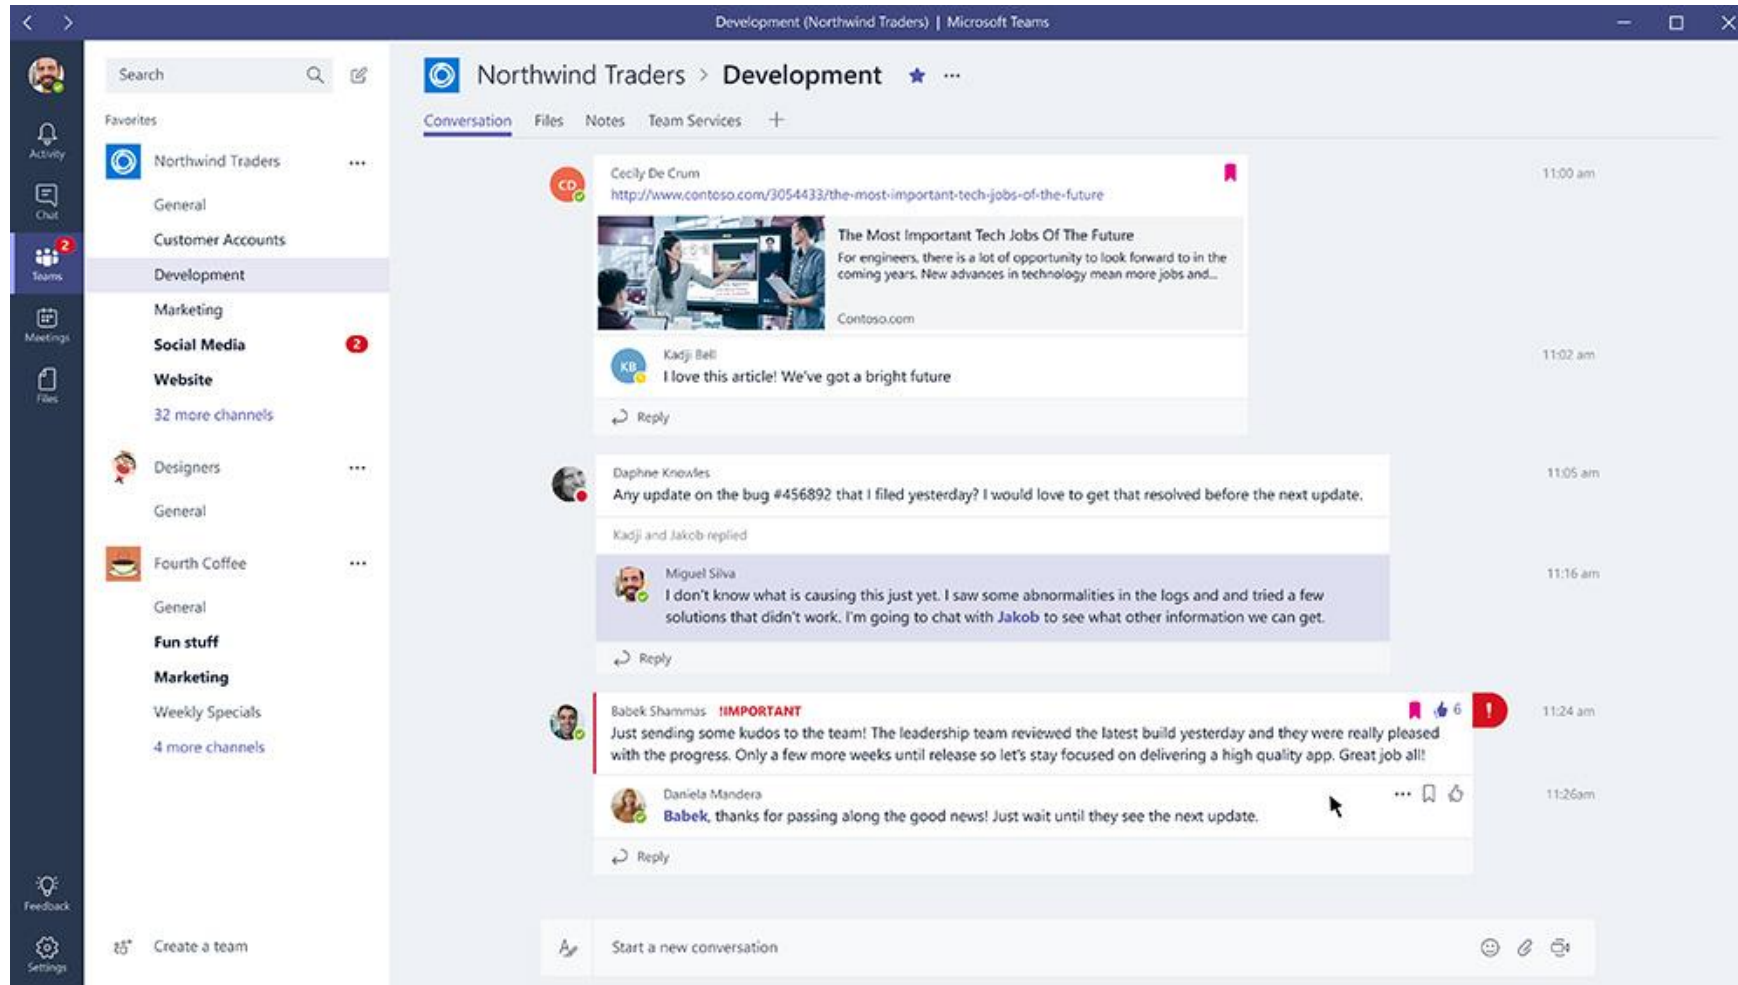 Development (Northwind Traders) | Microsoft Teams
Activity
Chat
2
Teams
Meetings
Files
Feedback
Settings
Search
Favorites
Northwind Traders
General
Customer Accounts
Development
Marketing
Social Media 2
Website
32 more channels
Designers
General
Fourth Coffee
General
Fun stuff
Marketing
Weekly Specials
4 more channels
Create a team
Northwind Traders > Development
Conversation Files Notes Team Services
CD
Cecily De Crum 11:00 am
http://www.contoso.com/3054433/the-most-important-tech-jobs-of-the-future
The Most Important Tech Jobs Of The Future
For engineers, there is a lot of opportunity to look forward to in the
coming years. New advances in technology mean more jobs and...
Contoso.com
KB
Kadji Bell 11:02 am
I love this article! We've got a bright future
Reply
Daphne Knowles 11:05 am
Any update on the bug #456892 that I filed yesterday? I would love to get that resolved before the next update.
Kadji and Jakob replied
Miguel Silva 11:16 am
I don't know what is causing this just yet. I saw some abnormalities in the logs and and tried a few
solutions that didn't work. I'm going to chat with Jakob to see what other information we can get.
Reply
Babek Shammas !IMPORTANT 6 ! 11:24 am
Just sending some kudos to the team! The leadership team reviewed the latest build yesterday and they were really pleased
with the progress. Only a few more weeks until release so let's stay focused on delivering a high quality app. Great job all!
Daniela Mandera 11:26am
Babek, thanks for passing along the good news! Just wait until they see the next update.
Reply
Start a new conversation